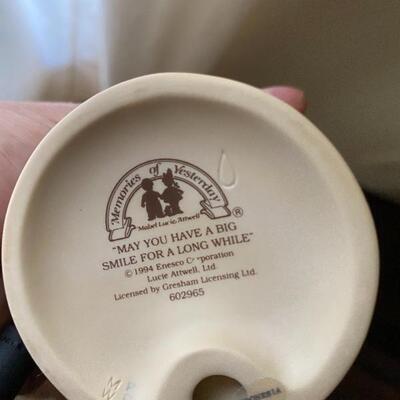 Memories of Yesterday
Mabel Lucie Attwell
®
"MAY YOU HAVE A BIG
SMILE FOR A LONG WHILE"
© 1994 Enesco C rporation
Lucie Attwell, Ltd.
Licensed by Gresham Licensing Ltd.
602965